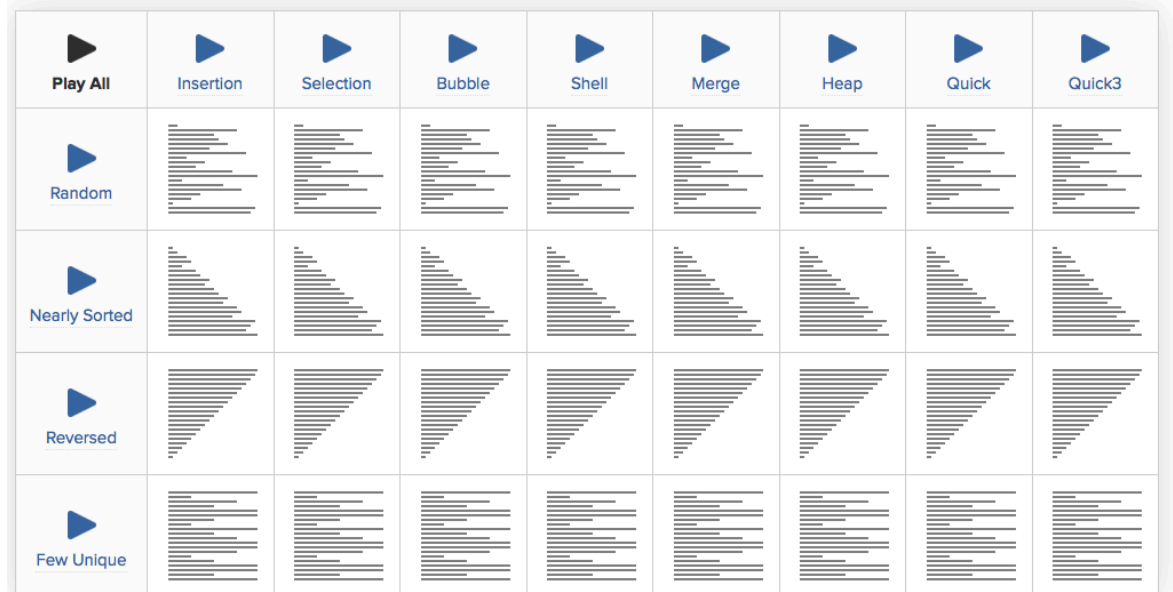 Play All
Insertion
Selection
Bubble
Shell
Merge
Heap
Quick
Quick3
Random
Nearly Sorted
Reversed
Few Unique